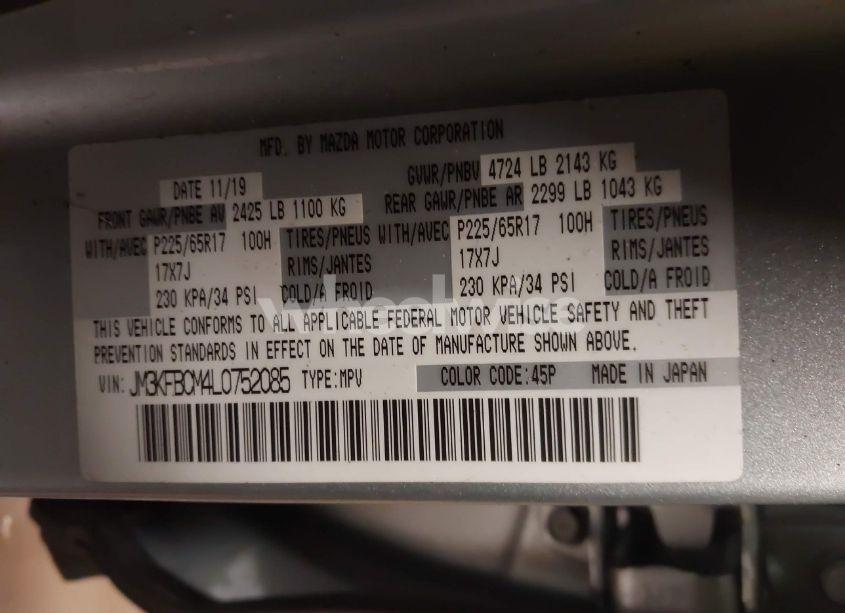 MFD. BY MAZDA MOTOR CORPORATION
DATE 11/19 GVWR/PNBV 4724 LB 2143 KG
FRONT GAWR/PNBE AV 2425 LB 1100 KG REAR GAWR/PNBE AR 2299 LB 1043 KG
WITH/AVEC P225/65R17 100H TIRES/PNEUS WITH/AVEC P225/65R17 100H TIRES/PNEUS
17X7J RIMS/JANTES 17X7J RIMS/JANTES
230 KPA/34 PSI COLD/A FROID 230 KPA/34 PSI COLD/A FROID
THIS VEHICLE CONFORMS TO ALL APPLICABLE FEDERAL MOTOR VEHICLE SAFETY AND THEFT
PREVENTION STANDARDS IN EFFECT ON THE DATE OF MANUFACTURE SHOWN ABOVE.
VIN: JM3KFBCM4L0752085 TYPE:MPV COLOR CODE:45P MADE IN JAPAN